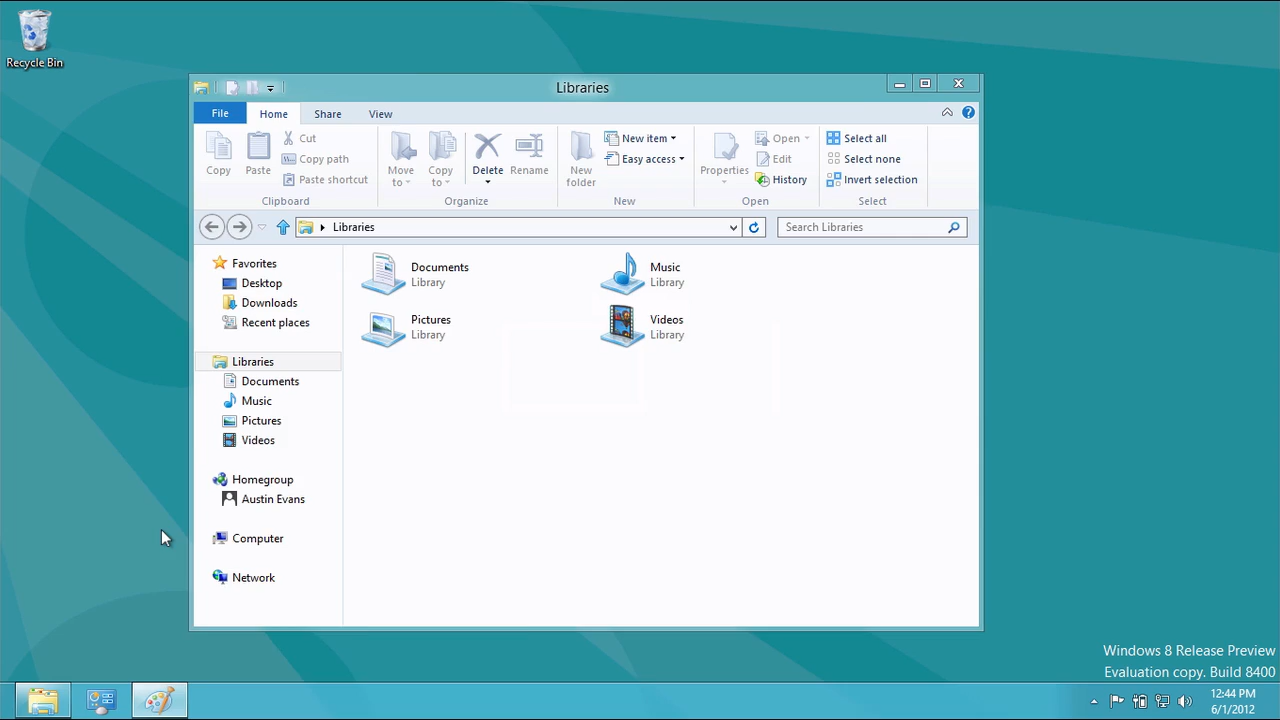 Recycle Bin
Libraries
File Home Share View
Copy
Paste
Cut
Copy path
Paste shortcut
Clipboard
Move to
Copy to
Delete
Rename
Organize
New folder
New item
Easy access
New
Properties
Open
Edit
History
Open
Select all
Select none
Invert selection
Select
Libraries
Search Libraries
Favorites
Desktop
Downloads
Recent places
Libraries
Documents
Music
Pictures
Videos
Homegroup
Austin Evans
Computer
Network
Documents
Library
Music
Library
Pictures
Library
Videos
Library
Windows 8 Release Preview
Evaluation copy. Build 8400
12:44 PM
6/1/2012